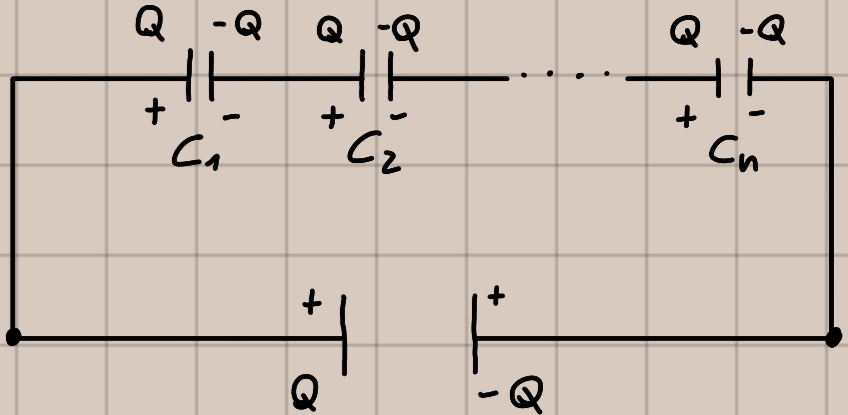 Q -Q Q -Q Q -Q
+ - + - . . . . + -
C1 C2 Cn
+ +
Q -Q